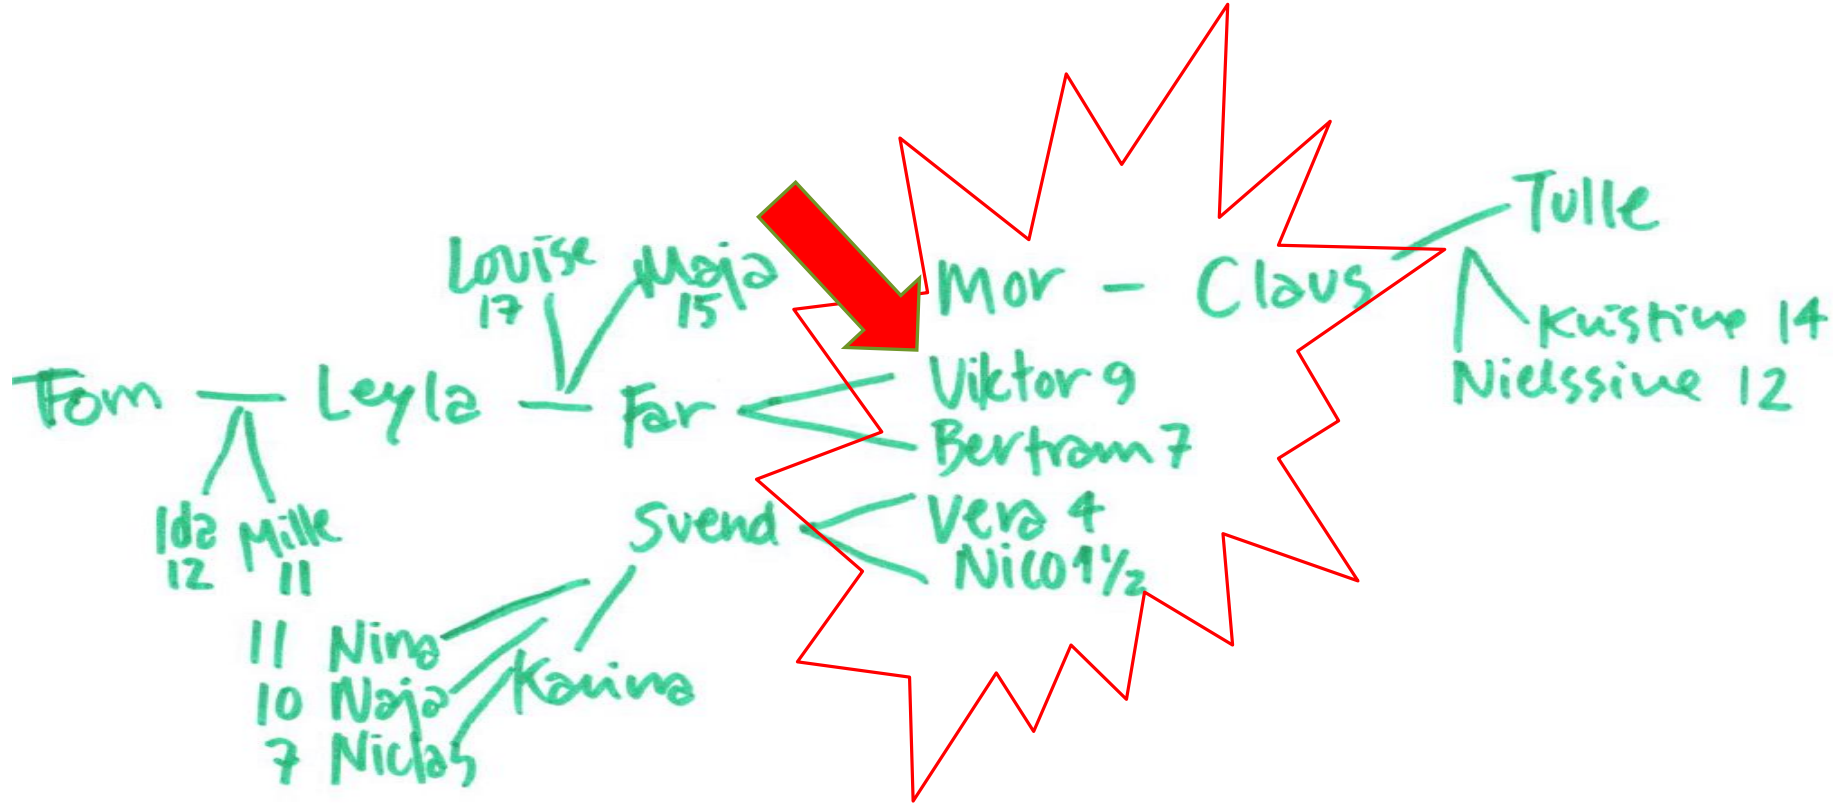 Tulle
Louise Maja
17 15
Mor - Claus
Kristine 14
Nielssine 12
Tom — Leyla — Far
Viktor 9
Bertram 7
Ida Mille
12 11
Svend
Vera 4
Nico 1½
11 Nina
10 Naja
7 Niclas
Karina